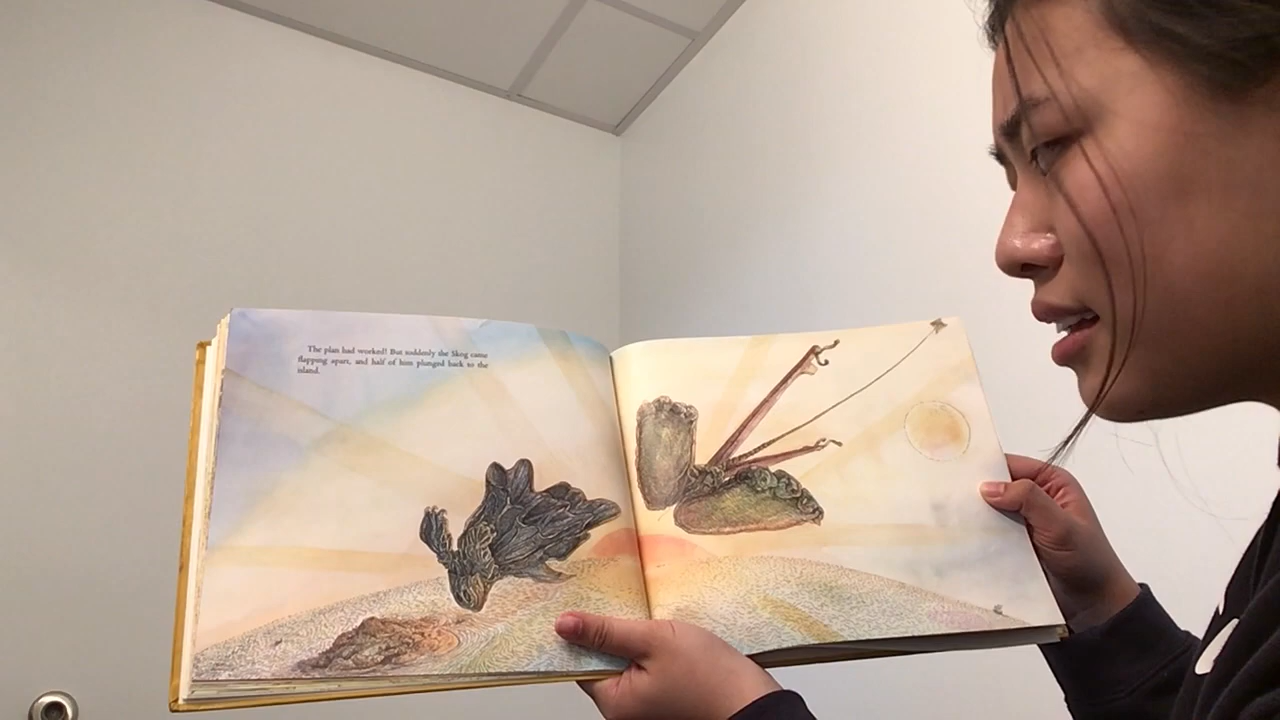 The plan had worked! But suddenly the Skog came
flapping apart, and half of him plunged back to the
island.